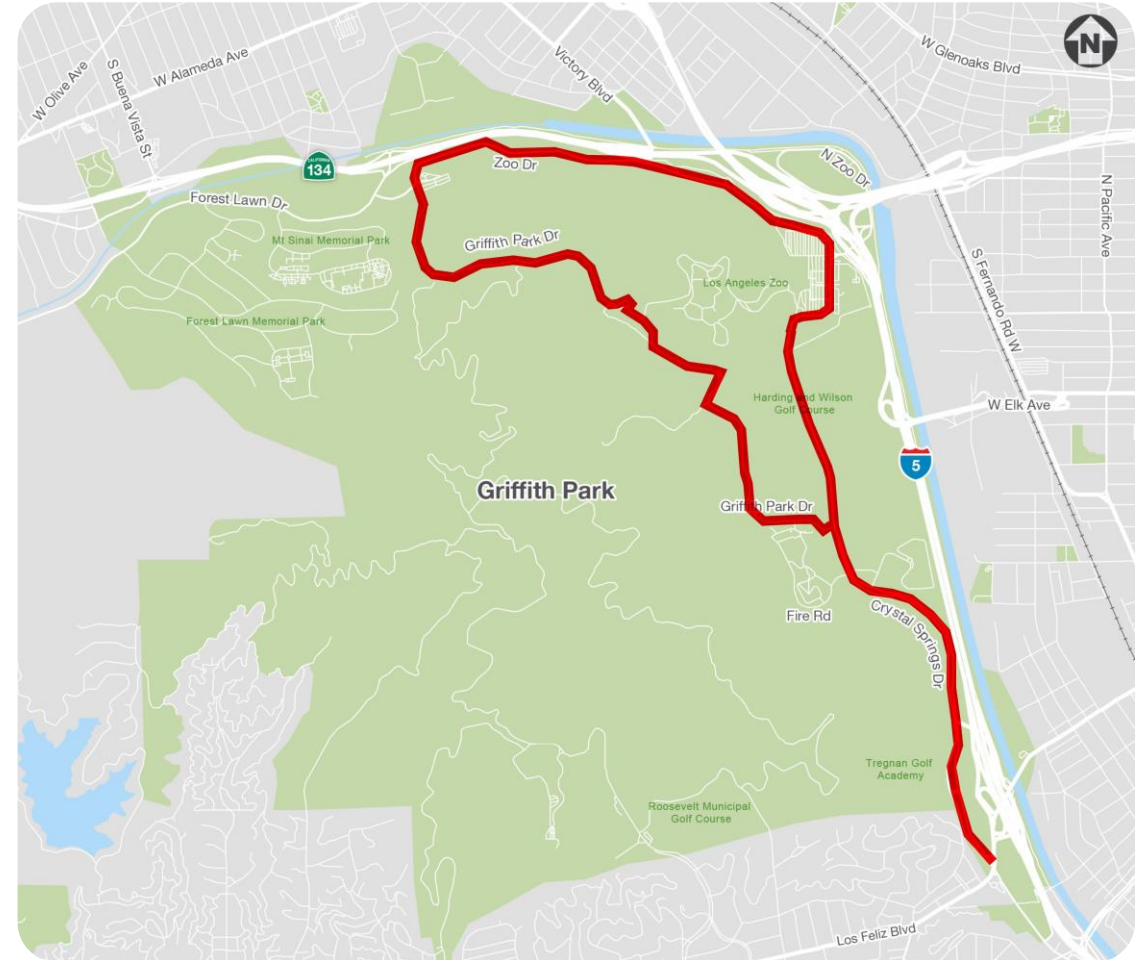 N
W Glenoaks Blvd
W Olive Ave
S Buena Vista St
W Alameda Ave
Victory Blvd
CALIFORNIA
134
Zoo Dr
N Zoo Dr
N Pacific Ave
Forest Lawn Dr
Mt Sinai Memorial Park
Griffith Park Dr
Los Angeles Zoo
S Fernando Rd W
Forest Lawn Memorial Park
Harding and Wilson
Golf Course
W Elk Ave
5
Griffith Park
Griffith Park Dr
Fire Rd
Crystal Springs Dr
Tregnan Golf
Academy
Roosevelt Municipal
Golf Course
Los Feliz Blvd